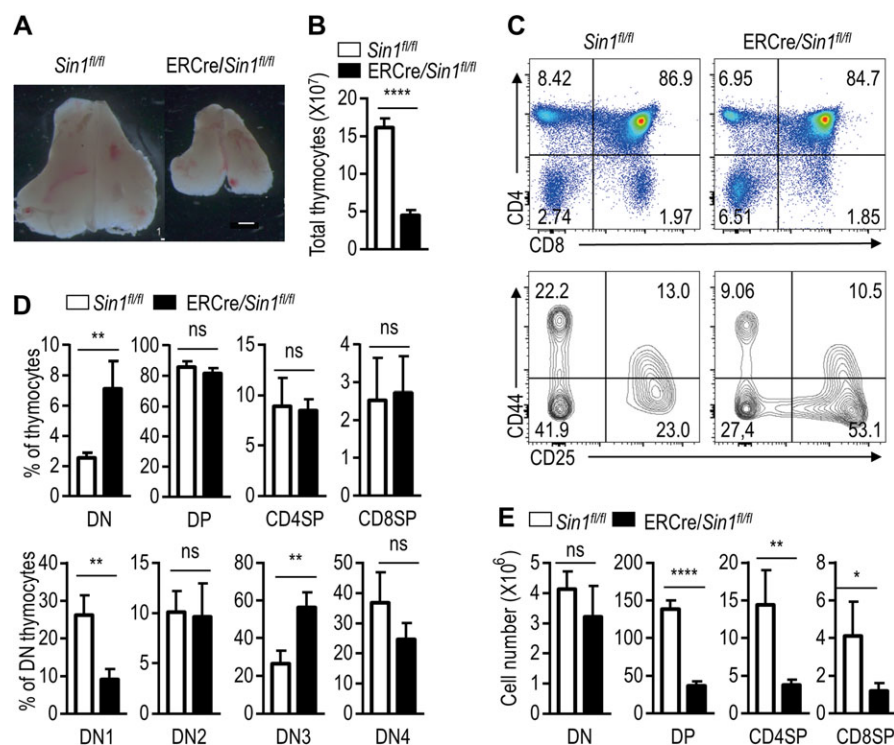 A
Sin1fl/fl
ERCre/Sin1fl/fl
1
B
Sin1fl/fl
ERCre/Sin1fl/fl
****
Total thymocytes (X10⁷)
20
15
10
5
0
C
Sin1fl/fl
ERCre/Sin1fl/fl
8.42 86.9
2.74 1.97
6.95 84.7
6.51 1.85
CD4
CD8
22.2 13.0
41.9 23.0
9.06 10.5
27,4 53.1
CD44
CD25
D
Sin1fl/fl ERCre/Sin1fl/fl
% of thymocytes
**
10
8
6
4
2
0
DN
ns
100
80
60
40
20
0
DP
ns
15
10
5
0
CD4SP
ns
4
3
2
1
0
CD8SP
% of DN thymocytes
**
40
30
20
10
0
DN1
ns
15
10
5
0
DN2
**
80
60
40
20
0
DN3
ns
50
40
30
20
10
0
DN4
E
Sin1fl/fl ERCre/Sin1fl/fl
Cell number (X10⁶)
ns
5
4
3
2
1
0
DN
****
200
150
100
50
0
DP
**
20
15
10
5
0
CD4SP
*
8
6
4
2
0
CD8SP